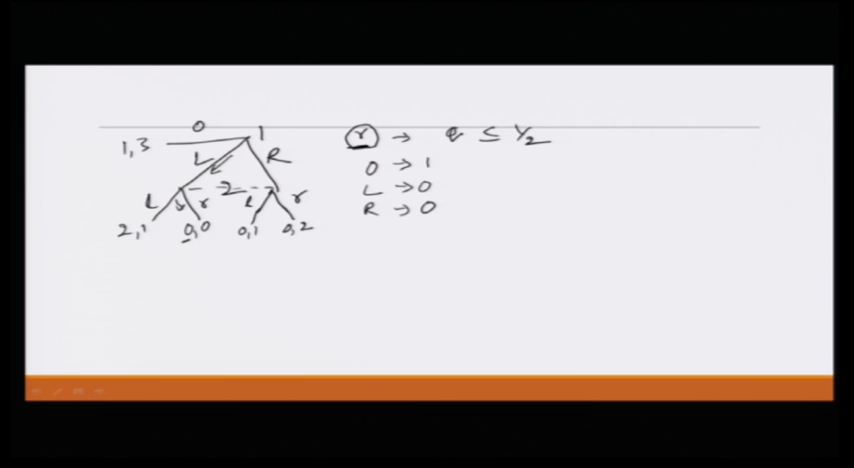 0 1
1,3 L R
L r 2 l r
2,1 0,0 0,1 0,2
r → q ≤ 1/2
0 → 1
L → 0
R → 0